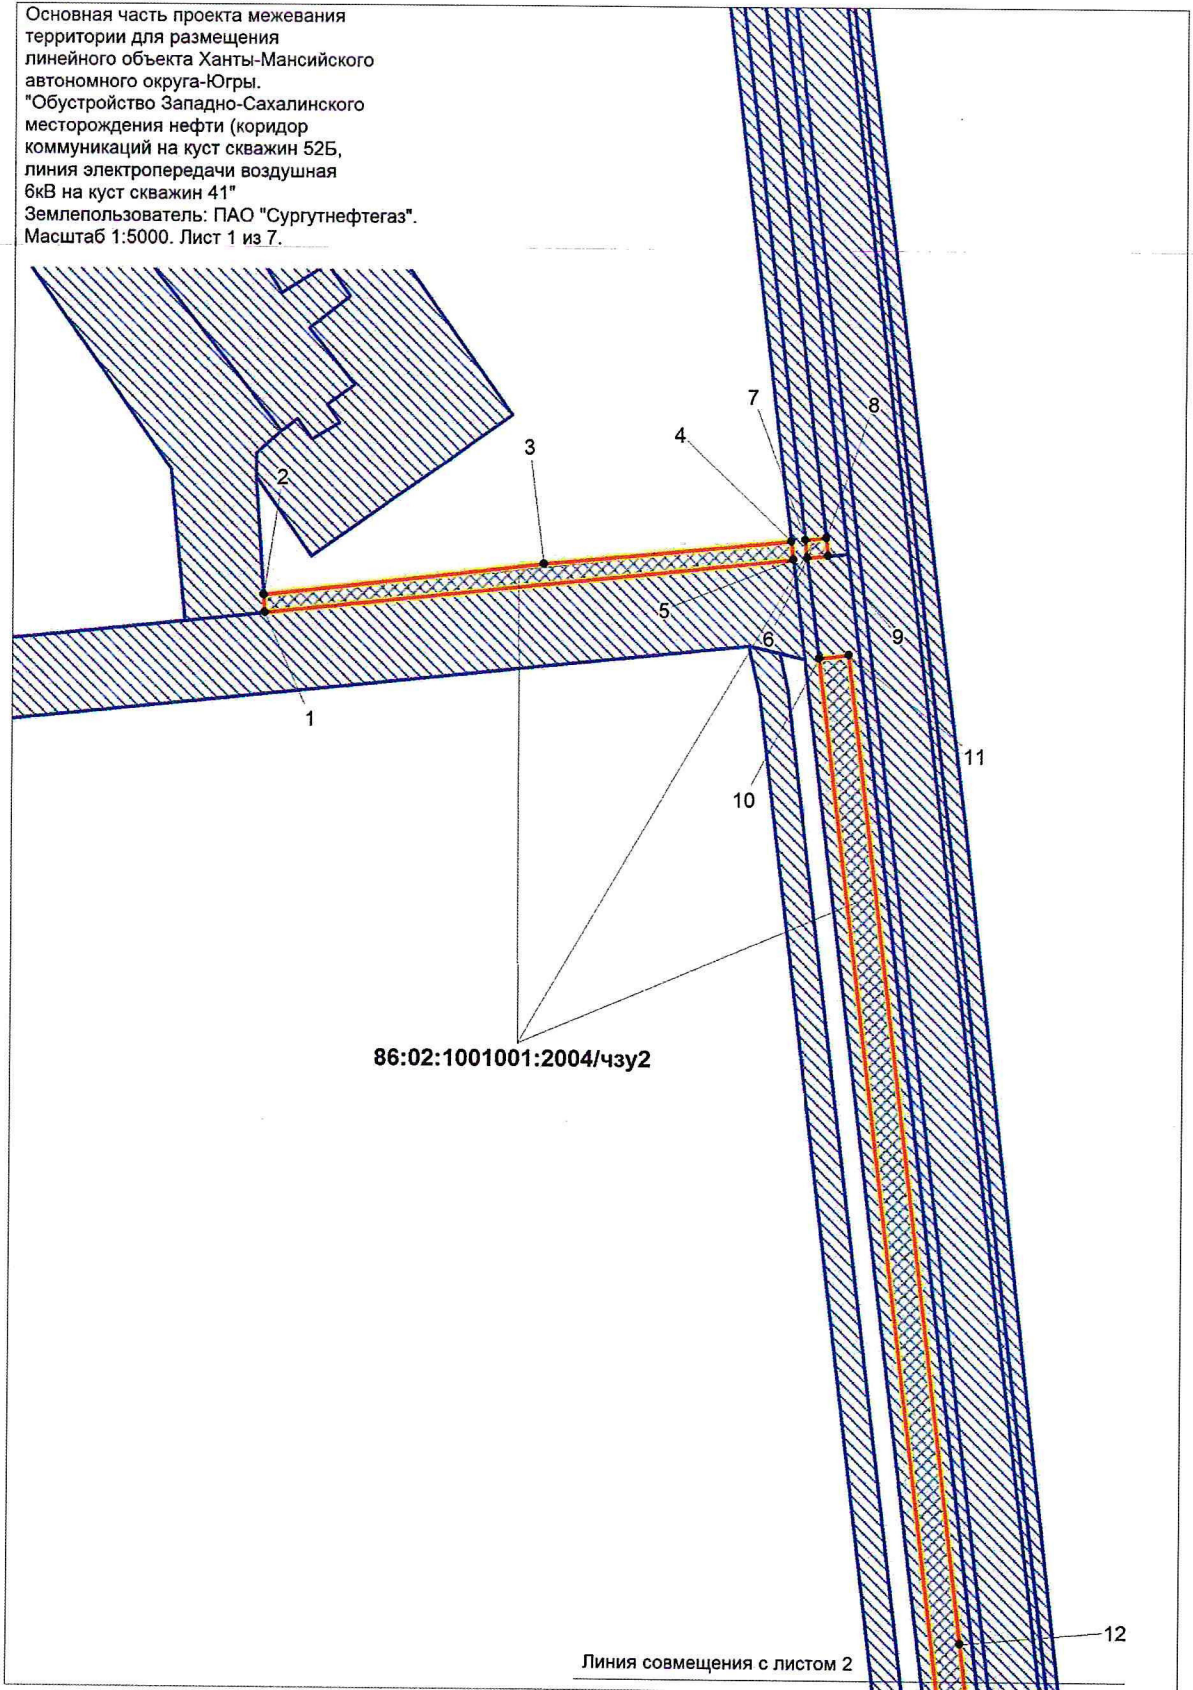 Основная часть проекта межевания
территории для размещения
линейного объекта Ханты-Мансийского
автономного округа-Югры.
"Обустройство Западно-Сахалинского
месторождения нефти (коридор
коммуникаций на куст скважин 52Б,
линия электропередачи воздушная
6кВ на куст скважин 41"
Землепользователь: ПАО "Сургутнефтегаз".
Масштаб 1:5000. Лист 1 из 7.
7
8
4
3
2
5
6
9
1
11
10
86:02:1001001:2004/чзу2
12
Линия совмещения с листом 2